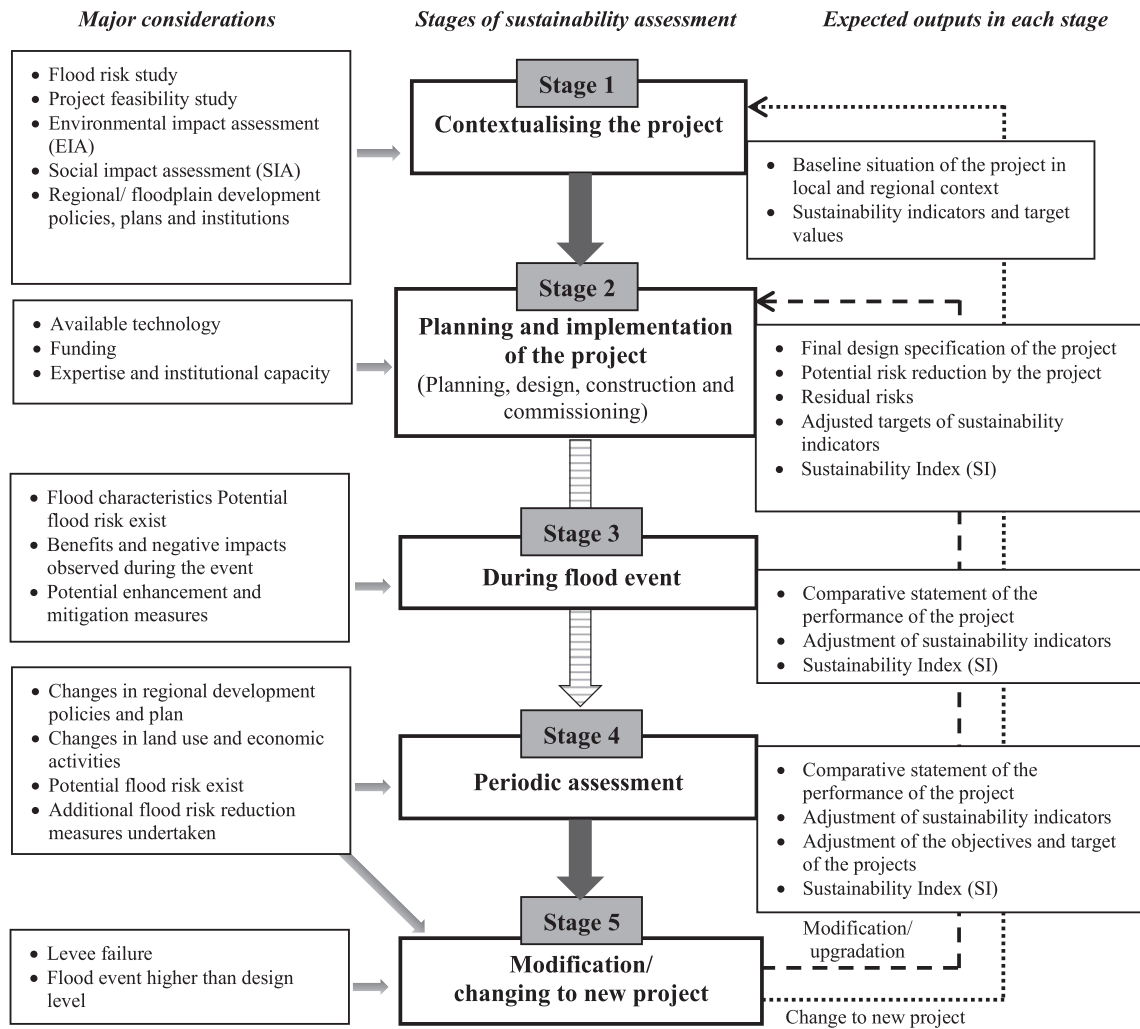 Major considerations
Stages of sustainability assessment
Expected outputs in each stage
• Flood risk study
• Project feasibility study
• Environmental impact assessment
(EIA)
• Social impact assessment (SIA)
• Regional/ floodplain development
policies, plans and institutions
Stage 1
Contextualising the project
• Baseline situation of the project in
local and regional context
• Sustainability indicators and target
values
• Available technology
• Funding
• Expertise and institutional capacity
Stage 2
Planning and implementation
of the project
(Planning, design, construction and
commissioning)
• Final design specification of the project
• Potential risk reduction by the project
• Residual risks
• Adjusted targets of sustainability
indicators
• Sustainability Index (SI)
• Flood characteristics Potential
flood risk exist
• Benefits and negative impacts
observed during the event
• Potential enhancement and
mitigation measures
Stage 3
During flood event
• Comparative statement of the
performance of the project
• Adjustment of sustainability indicators
• Sustainability Index (SI)
• Changes in regional development
policies and plan
• Changes in land use and economic
activities
• Potential flood risk exist
• Additional flood risk reduction
measures undertaken
Stage 4
Periodic assessment
• Comparative statement of the
performance of the project
• Adjustment of sustainability indicators
• Adjustment of the objectives and target
of the projects
• Sustainability Index (SI)
• Levee failure
• Flood event higher than design
level
Stage 5
Modification/
changing to new project
Modification/
upgradation
Change to new project